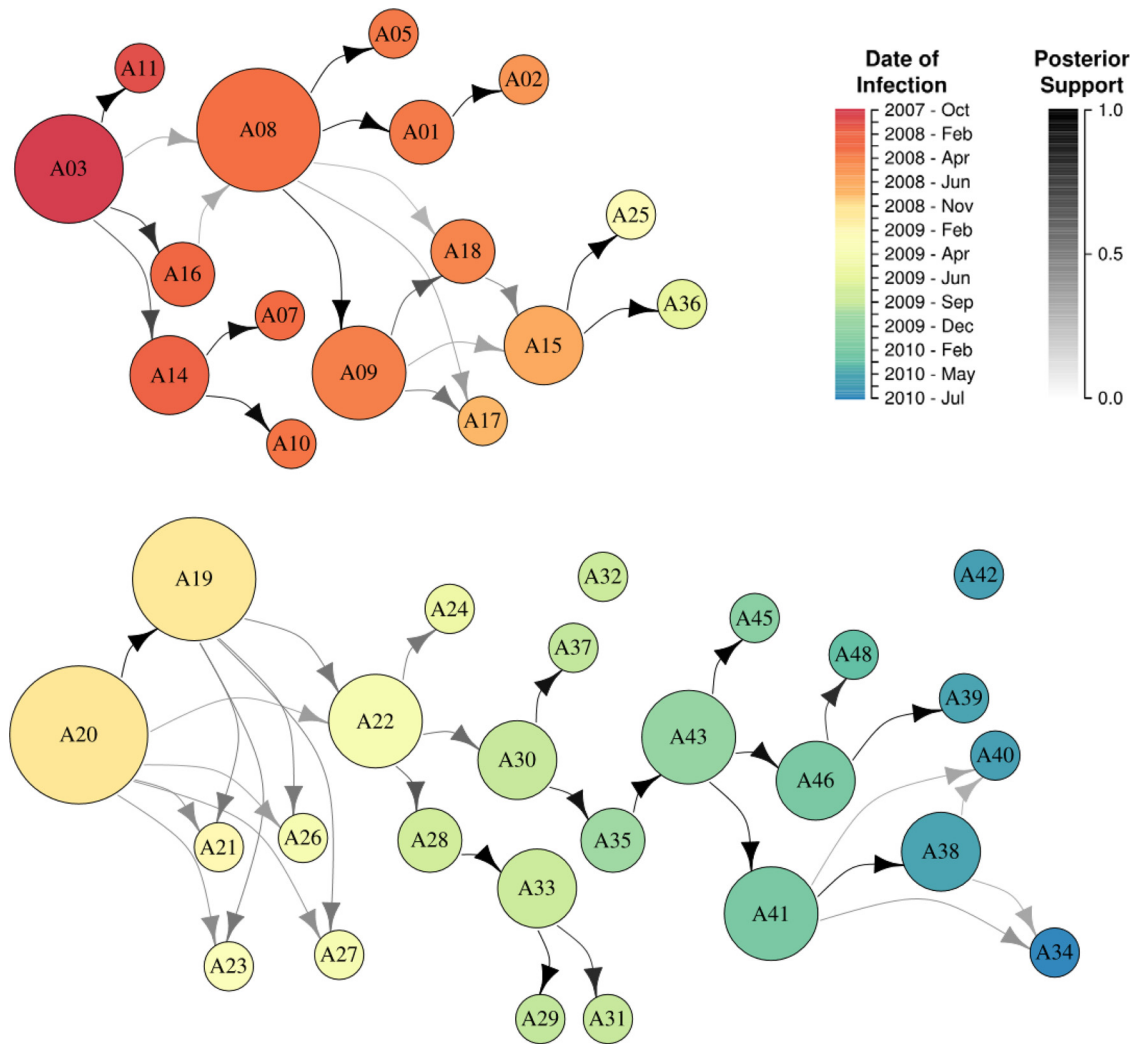 A05
A11
A02
A08
A01
A03
A25
A18
A16
A36
A07
A15
A14
A09
A17
A10
Date of
Infection
2007 - Oct
2008 - Feb
2008 - Apr
2008 - Jun
2008 - Nov
2009 - Feb
2009 - Apr
2009 - Jun
2009 - Sep
2009 - Dec
2010 - Feb
2010 - May
2010 - Jul
Posterior
Support
1.0
0.5
0.0
A19
A32
A42
A24
A45
A37
A48
A39
A22
A20
A43
A40
A30
A46
A26
A28
A35
A21
A38
A33
A41
A27
A34
A23
A29
A31